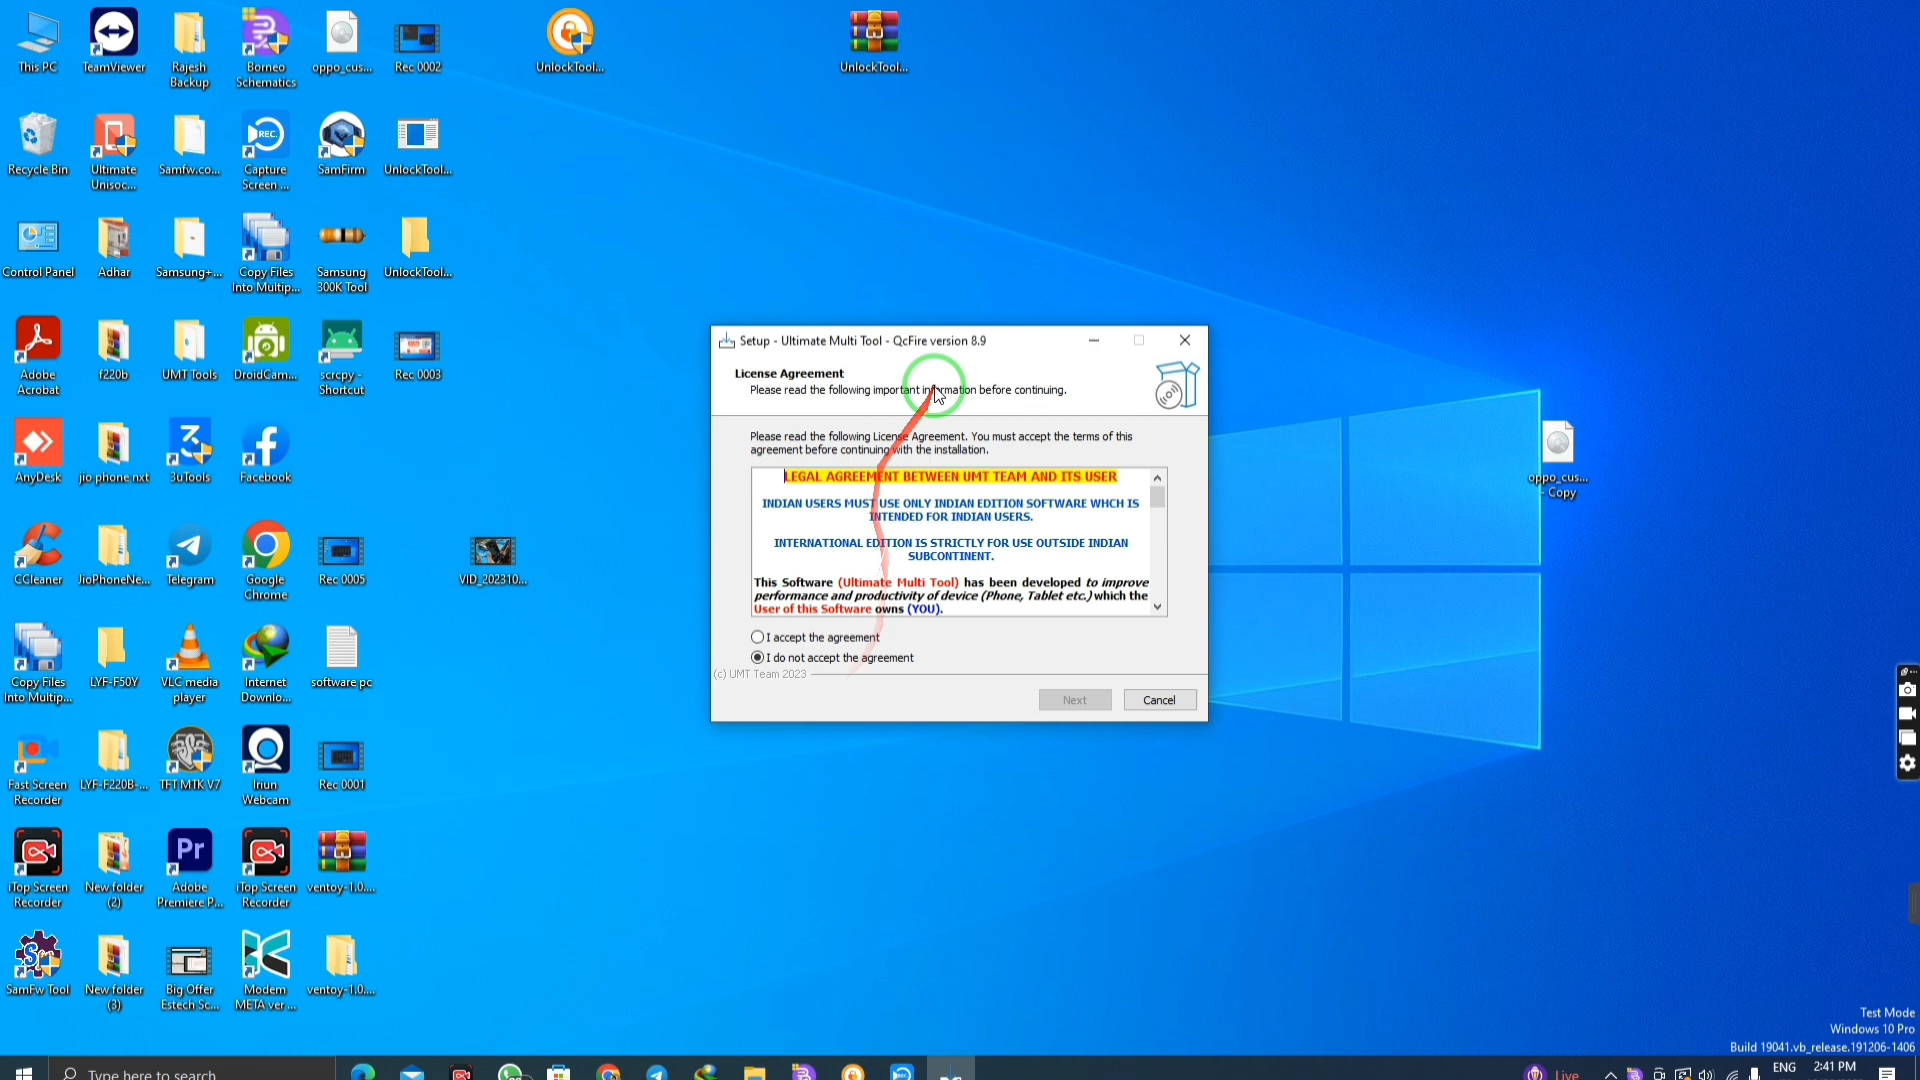 This PC
TeamViewer
Rajesh
Backup
Borneo
Schematics
oppo_cus...
Rec 0002
UnlockTool...
UnlockTool...
Recycle Bin
Ultimate
Unisoc...
Samfw.co...
REC.
Capture
Screen ...
SamFirm
UnlockTool...
Control Panel
Adhar
Samsung+...
Copy Files
Into Multip...
Samsung
300K Tool
UnlockTool...
Adobe
Acrobat
f220b
UMT Tools
DroidCam...
scrcpy -
Shortcut
Rec 0003
AnyDesk
jio phone nxt
3uTools
Facebook
oppo_cus...
- Copy
CCleaner
JioPhoneNe...
Telegram
Google
Chrome
Rec 0005
VID_202310...
Copy Files
Into Multip...
LYF-F50Y
VLC media
player
Internet
Downlo...
software pc
Fast Screen
Recorder
LYF-F220B-...
TFT MTK V7
Iriun
Webcam
Rec 0001
iTop Screen
Recorder
New folder
(2)
Pr
Adobe
Premiere P...
iTop Screen
Recorder
ventoy-1.0....
SamFw Tool
New folder
(3)
Big Offer
Estech Sc...
Modem
META ver ...
ventoy-1.0....
Setup - Ultimate Multi Tool - QcFire version 8.9
License Agreement
Please read the following important information before continuing.
Please read the following License Agreement. You must accept the terms of this
agreement before continuing with the installation.
LEGAL AGREEMENT BETWEEN UMT TEAM AND ITS USER
INDIAN USERS MUST USE ONLY INDIAN EDITION SOFTWARE WHCH IS
INTENDED FOR INDIAN USERS.
INTERNATIONAL EDITION IS STRICTLY FOR USE OUTSIDE INDIAN
SUBCONTINENT.
This Software (Ultimate Multi Tool) has been developed to improve
performance and productivity of device (Phone, Tablet etc.) which the
User of this Software owns (YOU).
I accept the agreement
I do not accept the agreement
(c) UMT Team 2023
Next
Cancel
Test Mode
Windows 10 Pro
Build 19041.vb_release.191206-1406
Type here to search
Live
ENG
2:41 PM